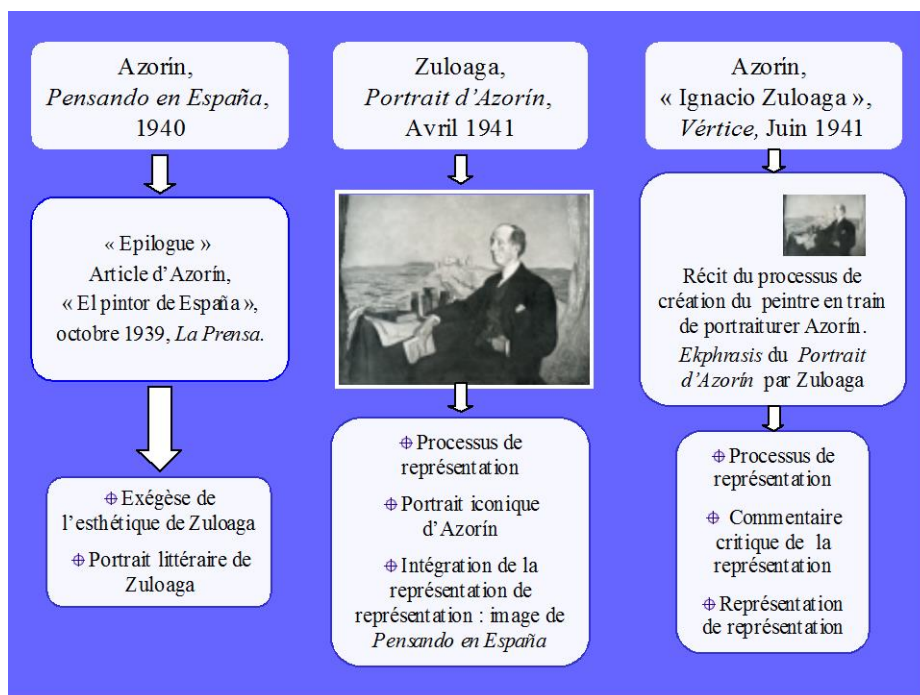 Azorín,
Pensando en España,
1940
« Epilogue »
Article d’Azorín,
« El pintor de España »,
octobre 1939, La Prensa.
⊕ Exégèse de
l’esthétique de Zuloaga
⊕ Portrait littéraire de
Zuloaga
Zuloaga,
Portrait d’Azorín,
Avril 1941
⊕ Processus de
représentation
⊕ Portrait iconique
d’Azorín
⊕ Intégration de la
représentation de
représentation : image de
Pensando en España
Azorin,
« Ignacio Zuloaga »,
Vértice, Juin 1941
Récit du processus de
création du peintre en train
de portraiturer Azorín.
Ekphrasis du Portrait
d’Azorín par Zuloaga
⊕ Processus de
représentation
⊕ Commentaire
critique de la
représentation
⊕ Représentation
de représentation